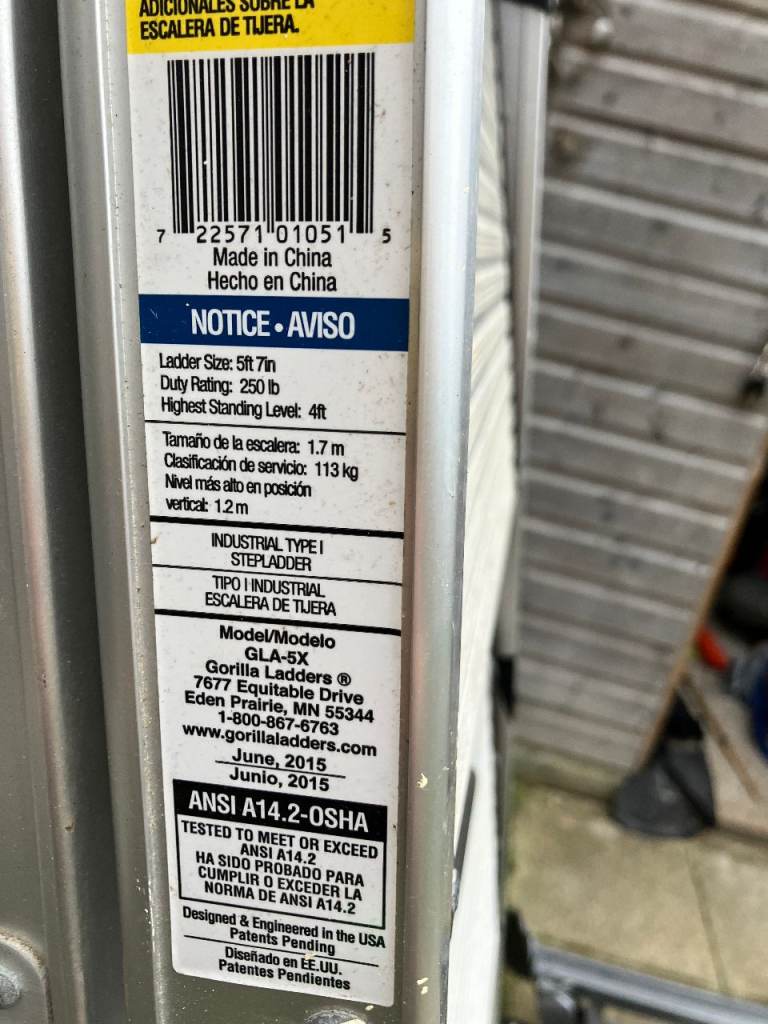 ADICIONALES SOBRE LA
ESCALERA DE TIJERA.
7 22571 01051 5
Made in China
Hecho en China
NOTICE • AVISO
Ladder Size: 5ft 7in
Duty Rating: 250 lb
Highest Standing Level: 4ft
Tamaño de la escalera: 1.7 m
Clasificación de servicio: 113 kg
Nivel más alto en posición
vertical: 1.2 m
INDUSTRIAL TYPE I
STEPLADDER
TIPO I INDUSTRIAL
ESCALERA DE TIJERA
Model/Modelo
GLA-5X
Gorilla Ladders ®
7677 Equitable Drive
Eden Prairie, MN 55344
1-800-867-6763
www.gorillaladders.com
June, 2015
Junio, 2015
ANSI A14.2-OSHA
TESTED TO MEET OR EXCEED
ANSI A14.2
HA SIDO PROBADO PARA
CUMPLIR O EXCEDER LA
NORMA DE ANSI A14.2
Designed & Engineered in the USA
Patents Pending
Diseñado en EE.UU.
Patentes Pendientes